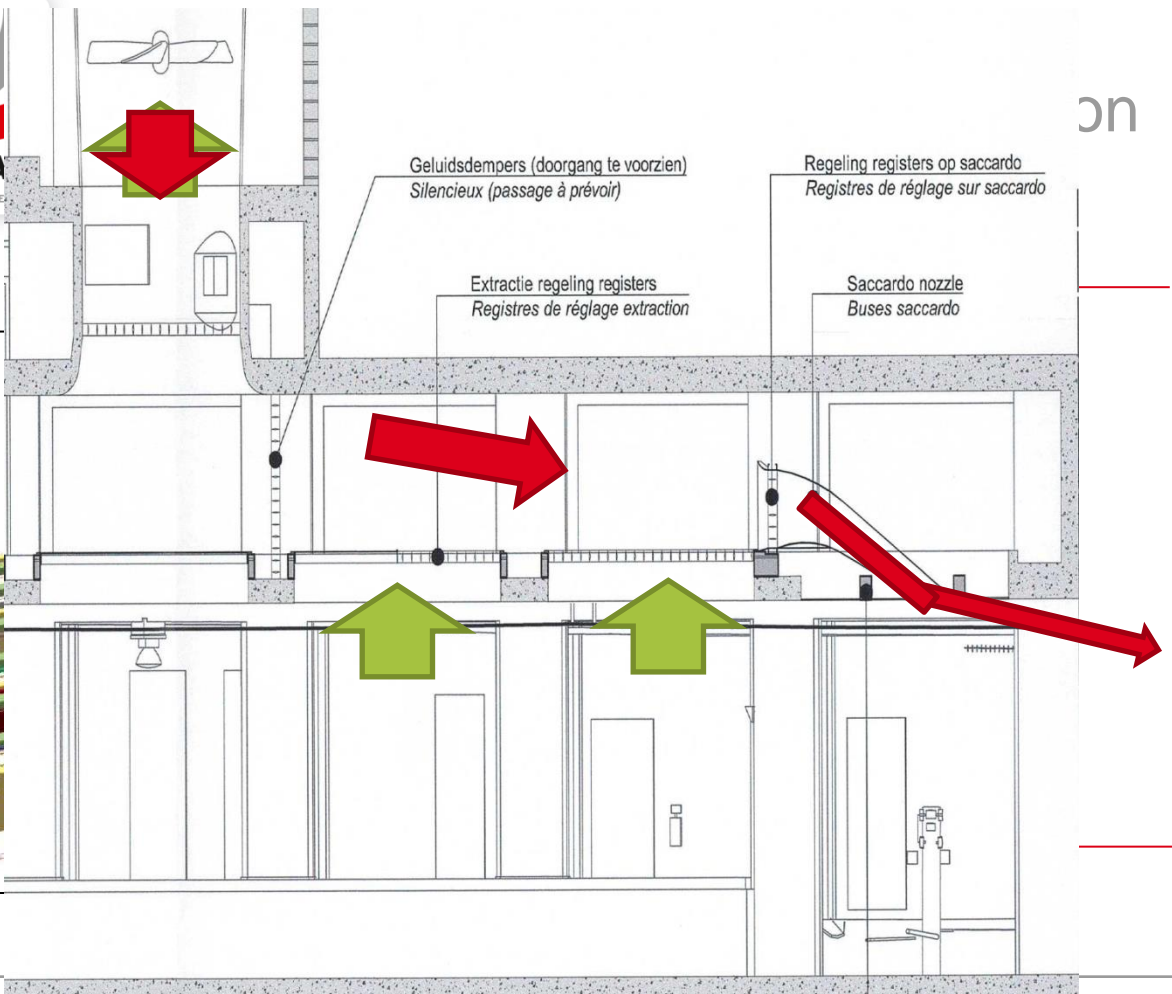 on
Geluidsdempers (doorgang te voorzien)
Silencieux (passage à prévoir)
Regeling registers op saccardo
Registres de réglage sur saccardo
Extractie regeling registers
Registres de réglage extraction
Saccardo nozzle
Buses saccardo